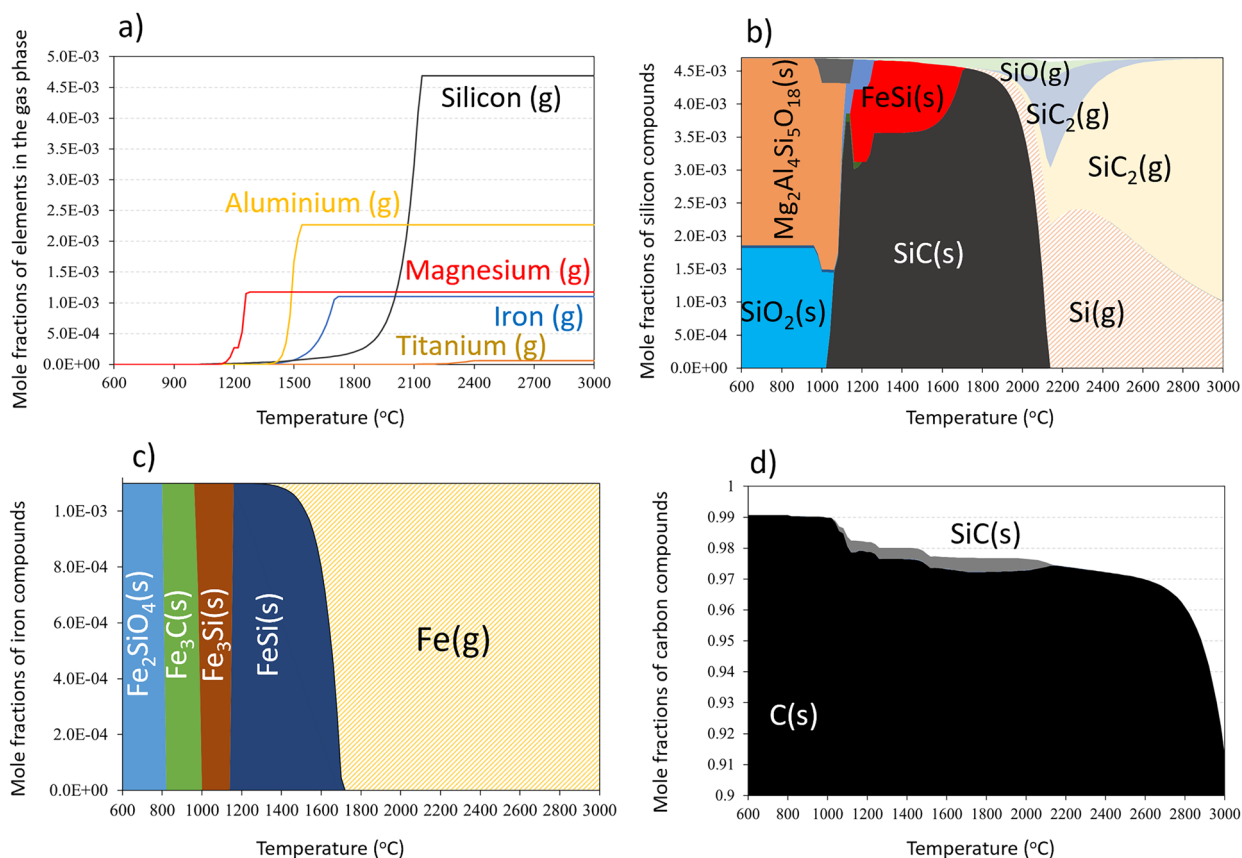 a)
Mole fractions of elements in the gas phase
5.0E-03
4.5E-03
4.0E-03
3.5E-03
3.0E-03
2.5E-03
2.0E-03
1.5E-03
1.0E-03
5.0E-04
0.0E+00
Silicon (g)
Aluminium (g)
Magnesium (g)
Iron (g)
Titanium (g)
600 900 1200 1500 1800 2100 2400 2700 3000
Temperature (oC)
b)
Mole fractions of silicon compounds
4.5E-03
4.0E-03
3.5E-03
3.0E-03
2.5E-03
2.0E-03
1.5E-03
1.0E-03
5.0E-04
0.0E+00
Mg2Al4Si5O18(s)
SiO2(s)
FeSi(s)
SiC(s)
SiO(g)
SiC2(g)
SiC2(g)
Si(g)
600 800 1000 1200 1400 1600 1800 2000 2200 2400 2600 2800 3000
Temperature (oC)
c)
Mole fractions of iron compounds
1.0E-03
8.0E-04
6.0E-04
4.0E-04
2.0E-04
0.0E+00
Fe2SiO4(s)
Fe3C(s)
Fe3Si(s)
FeSi(s)
Fe(g)
600 800 1000 1200 1400 1600 1800 2000 2200 2400 2600 2800 3000
Temperature (oC)
d)
Mole fractions of carbon compounds
1
0.99
0.98
0.97
0.96
0.95
0.94
0.93
0.92
0.91
0.9
SiC(s)
C(s)
600 800 1000 1200 1400 1600 1800 2000 2200 2400 2600 2800 3000
Temperature (oC)